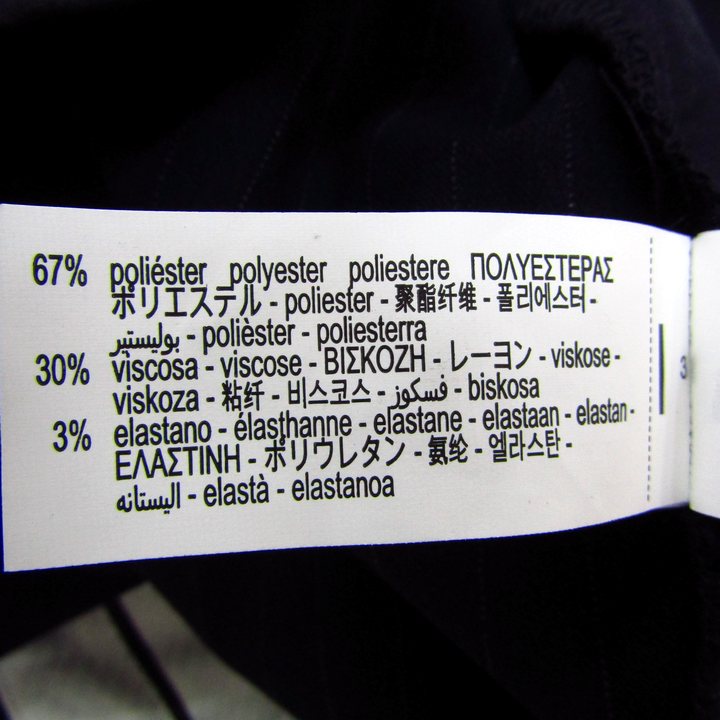 67% poliéster polyester poliestere ΠΟΛΥΕΣΤΕΡΑΣ
ポリエステル - poliester - 聚酯纤维 - 폴리에스터 -
بوليستير - polièster - poliesterra
30% viscosa - viscose - ΒΙΣΚΟΖΗ - レーヨン - viskose -
viskoza - 粘纤 - 비스코스 - فسكوز - biskosa
3% elastano - élasthanne - elastane - elastaan - elastan -
ΕΛΑΣΤΙΝΗ - ポリウレタン - 氨纶 - 엘라스탄 -
اليستانه - elastà - elastanoa
3